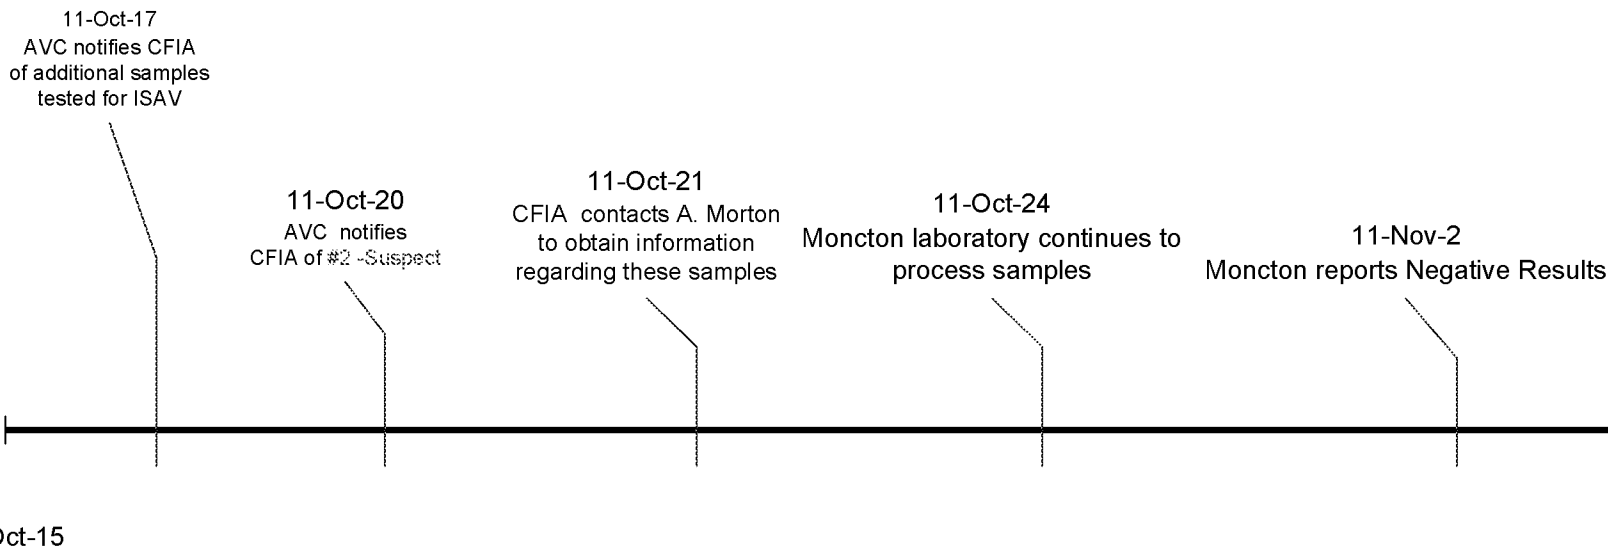 11-Oct-17
AVC notifies CFIA
of additional samples
tested for ISAV
11-Oct-20
AVC notifies
CFIA of #2 -Suspect
11-Oct-21
CFIA contacts A. Morton
to obtain information
regarding these samples
11-Oct-24
Moncton laboratory continues to
process samples
11-Nov-2
Moncton reports Negative Results
Oct-15